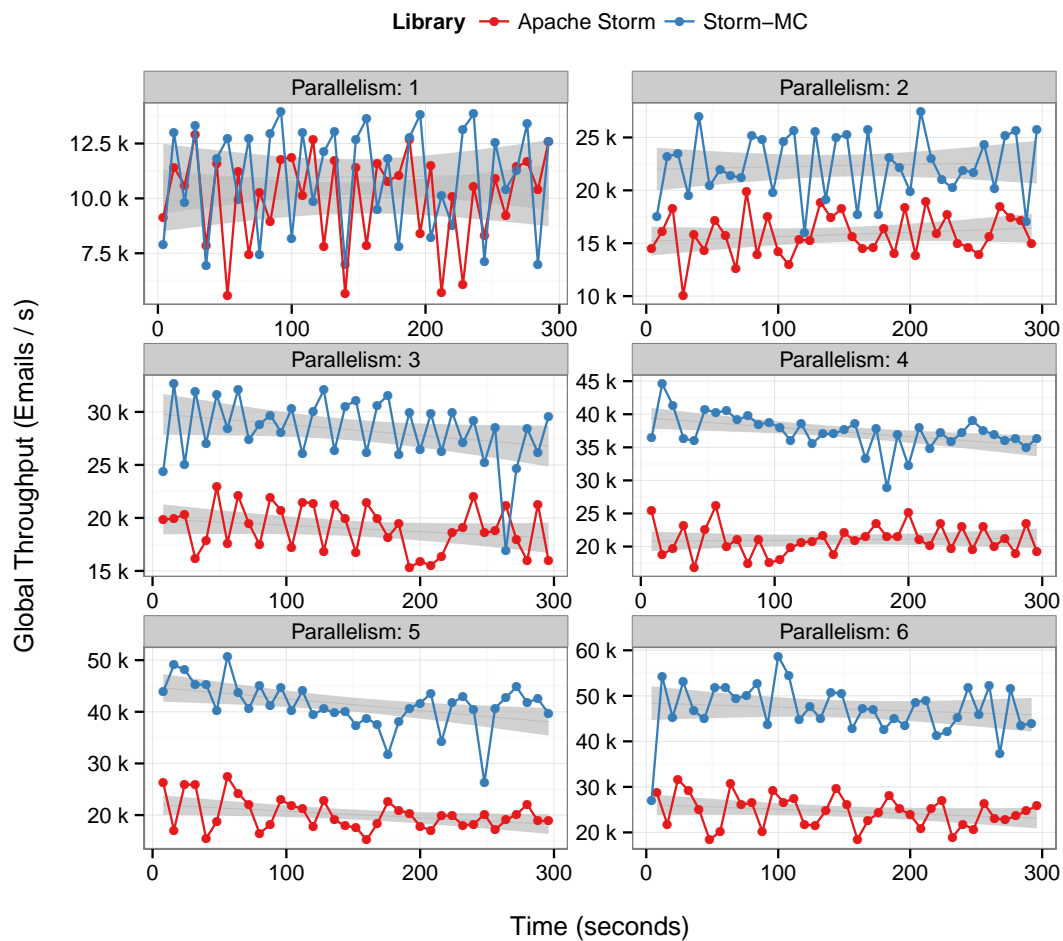 Library Apache Storm Storm−MC
Parallelism: 1
12.5 k
10.0 k
7.5 k
0 100 200 300
Parallelism: 2
25 k
20 k
15 k
10 k
0 100 200 300
Parallelism: 3
30 k
25 k
20 k
15 k
0 100 200 300
Parallelism: 4
45 k
40 k
35 k
30 k
25 k
20 k
0 100 200 300
Parallelism: 5
50 k
40 k
30 k
20 k
0 100 200 300
Parallelism: 6
60 k
50 k
40 k
30 k
20 k
0 100 200 300
Global Throughput (Emails / s)
Time (seconds)